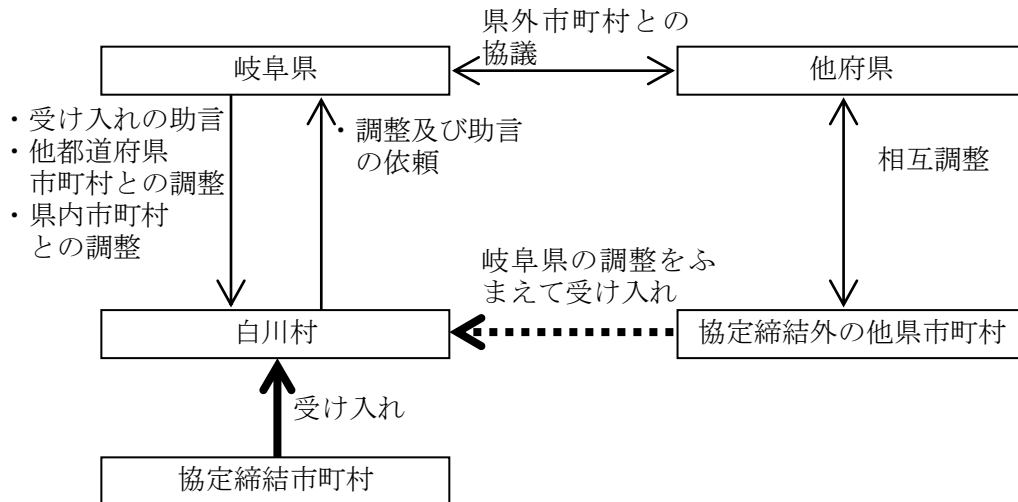 県外市町村との
協議
岐阜県
他府県
・受け入れの助言
・他都道府県
市町村との調整
・県内市町村
との調整
・調整及び助言
の依頼
相互調整
岐阜県の調整をふ
まえて受け入れ
白川村
協定締結外の他県市町村
受け入れ
協定締結市町村